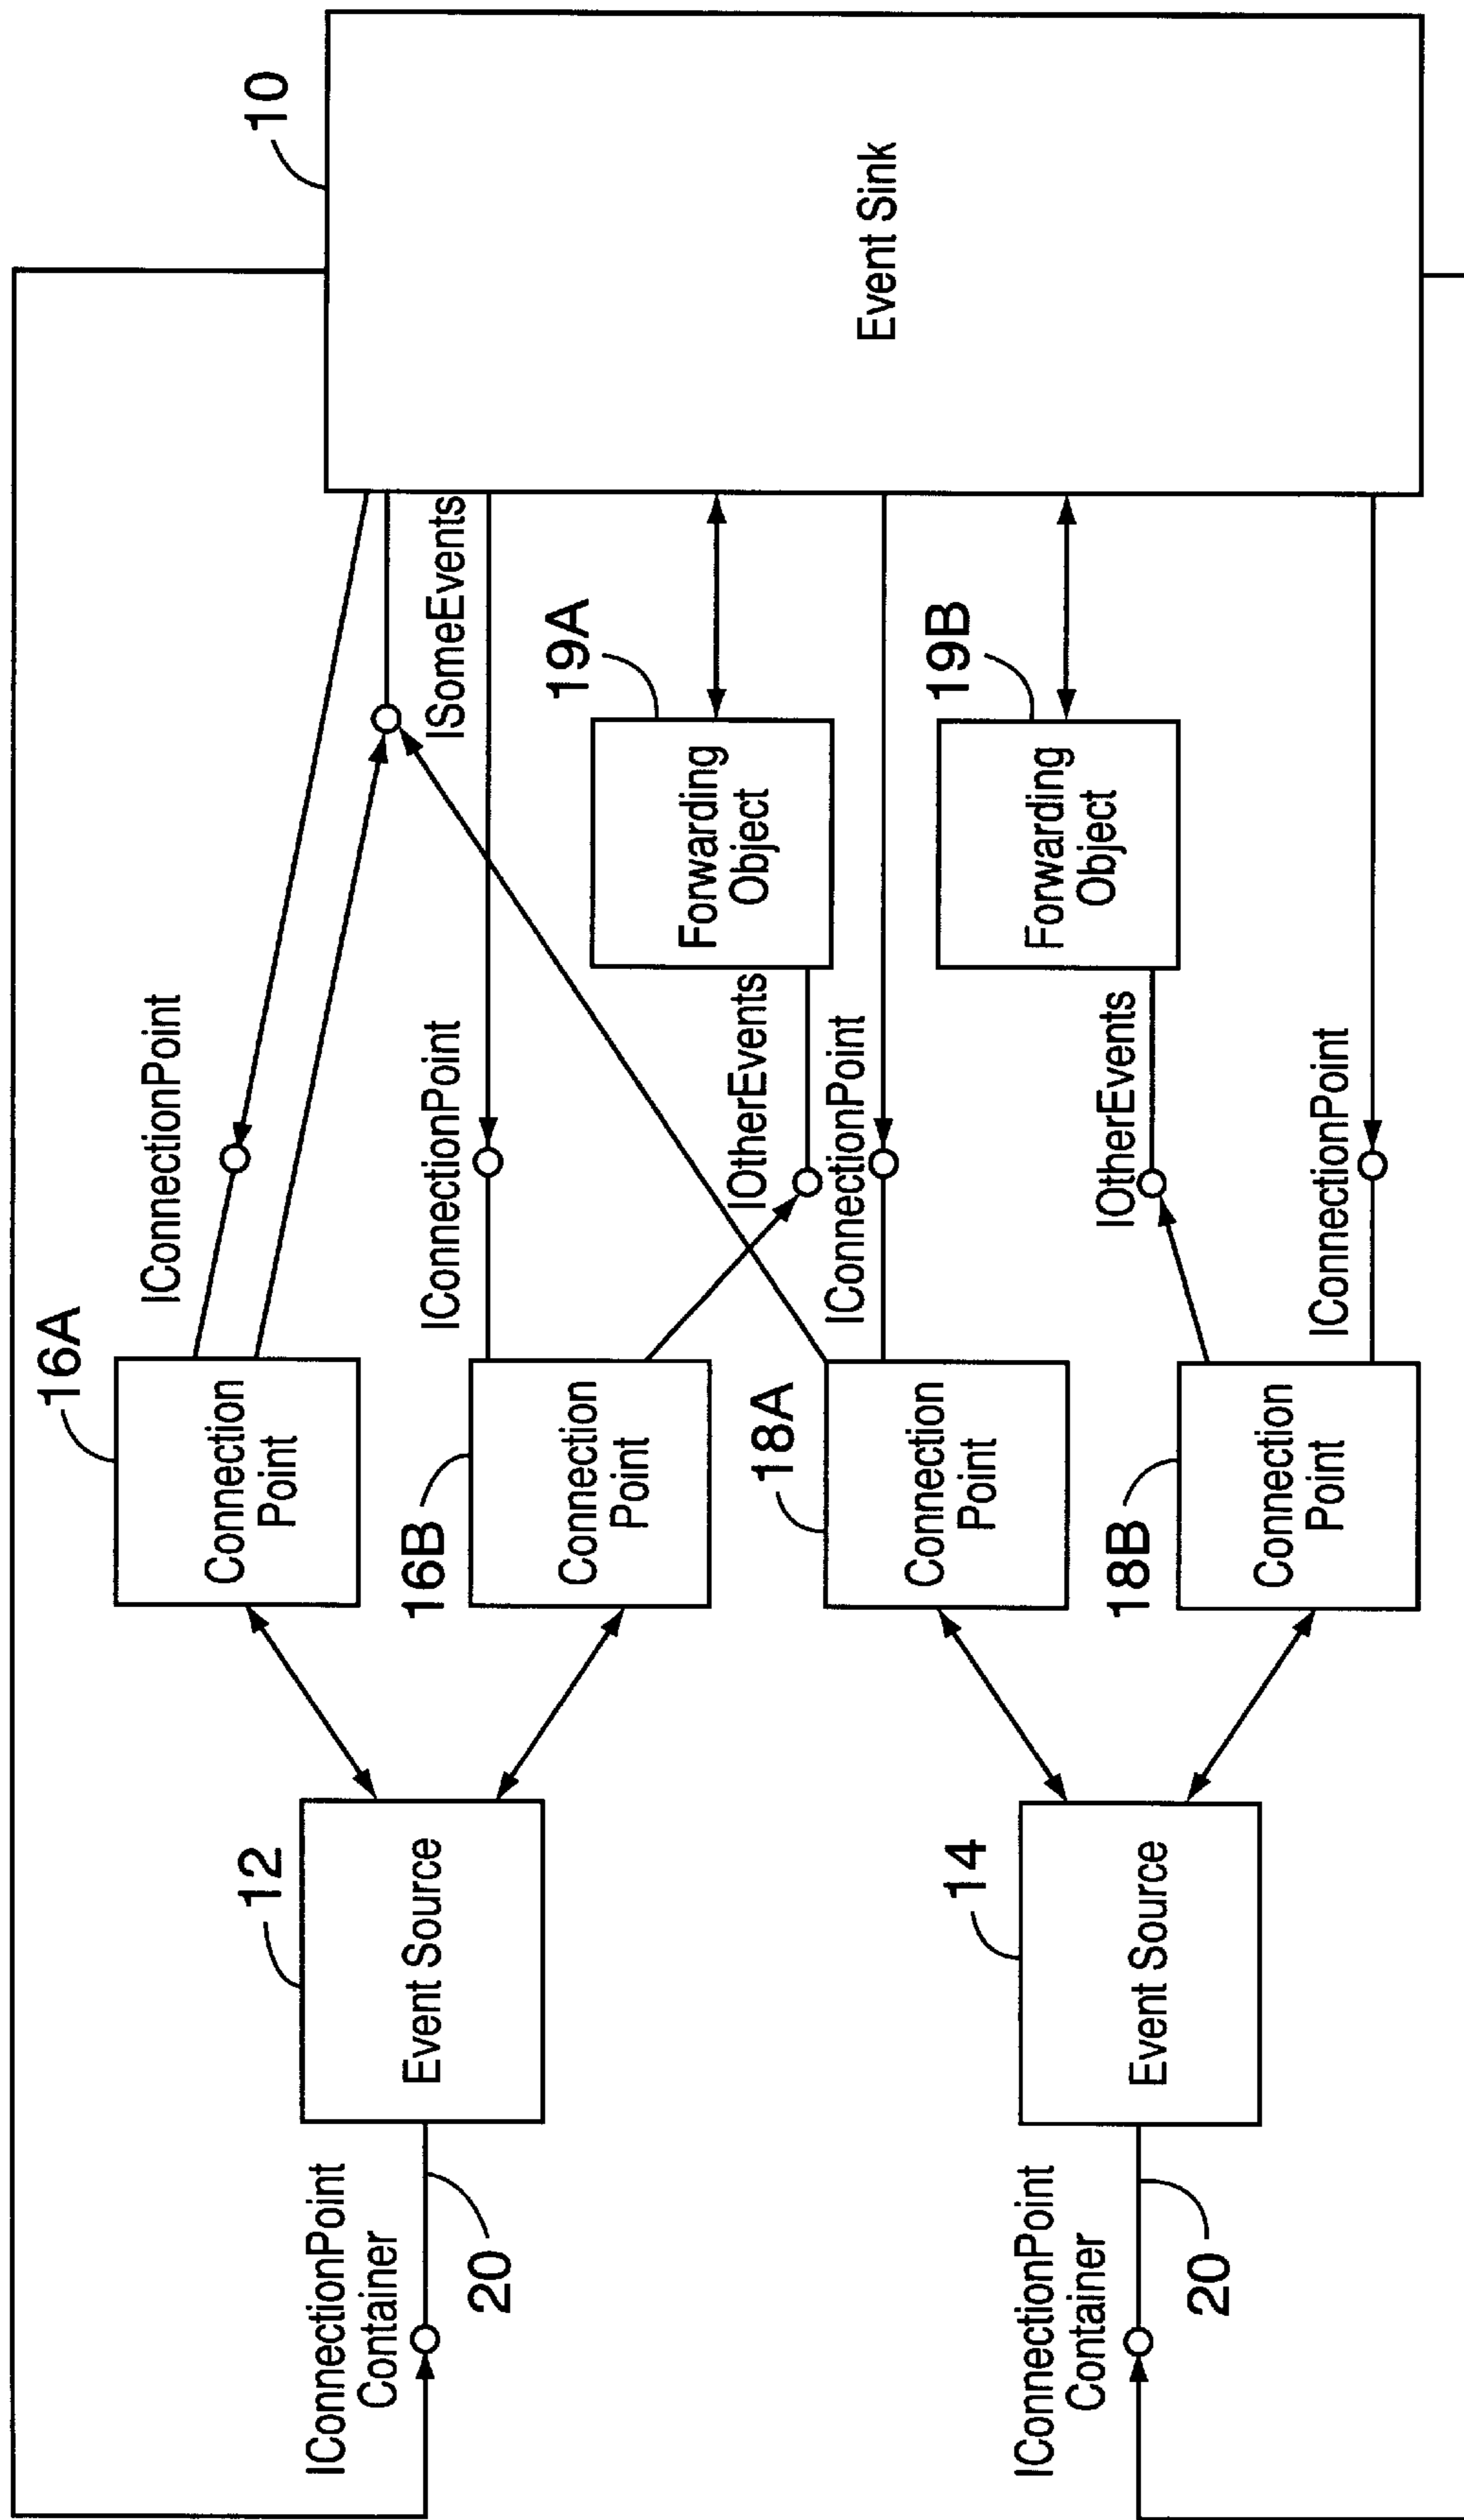 10
Event Sink
ISomeEvents
19A
Forwarding
Object
19B
Forwarding
Object
IConnectionPoint
IConnectionPoint
IOtherEvents
IConnectionPoint
IOtherEvents
IConnectionPoint
16A
Connection
Point
16B
Connection
Point
18A
Connection
Point
18B
Connection
Point
12
Event Source
14
Event Source
IConnectionPoint
Container
20
IConnectionPoint
Container
20